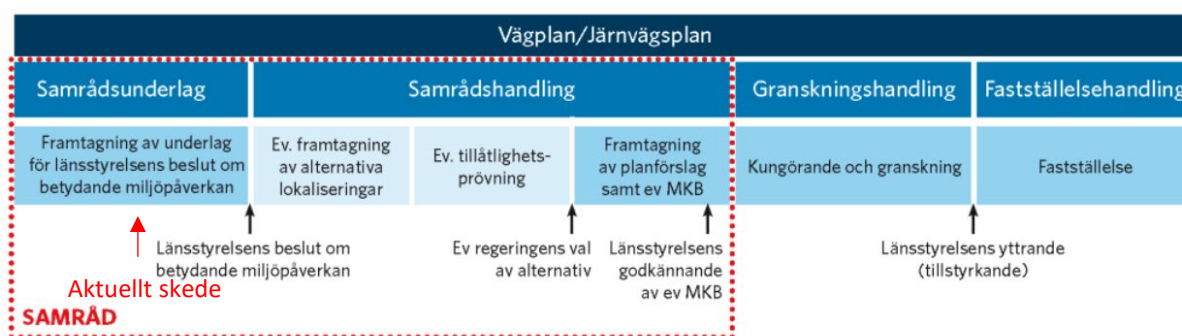 Vägplan/Järnvägsplan
Samrådsunderlag
Samrådshandling
Granskningshandling
Fastställelsehandling
Framtagning av underlag
för länsstyrelsens beslut om
betydande miljöpåverkan
Ev. framtagning
av alternativa
lokaliseringar
Ev. tillåtlighets-
prövning
Framtagning
av planförslag
samt ev MKB
Kungörande och granskning
Fastställelse
Länsstyrelsens beslut om
betydande miljöpåverkan
Ev regeringens val
av alternativ
Länsstyrelsens
godkännande
av ev MKB
Länsstyrelsens yttrande
(tillstyrkande)
Aktuellt skede
SAMRÅD